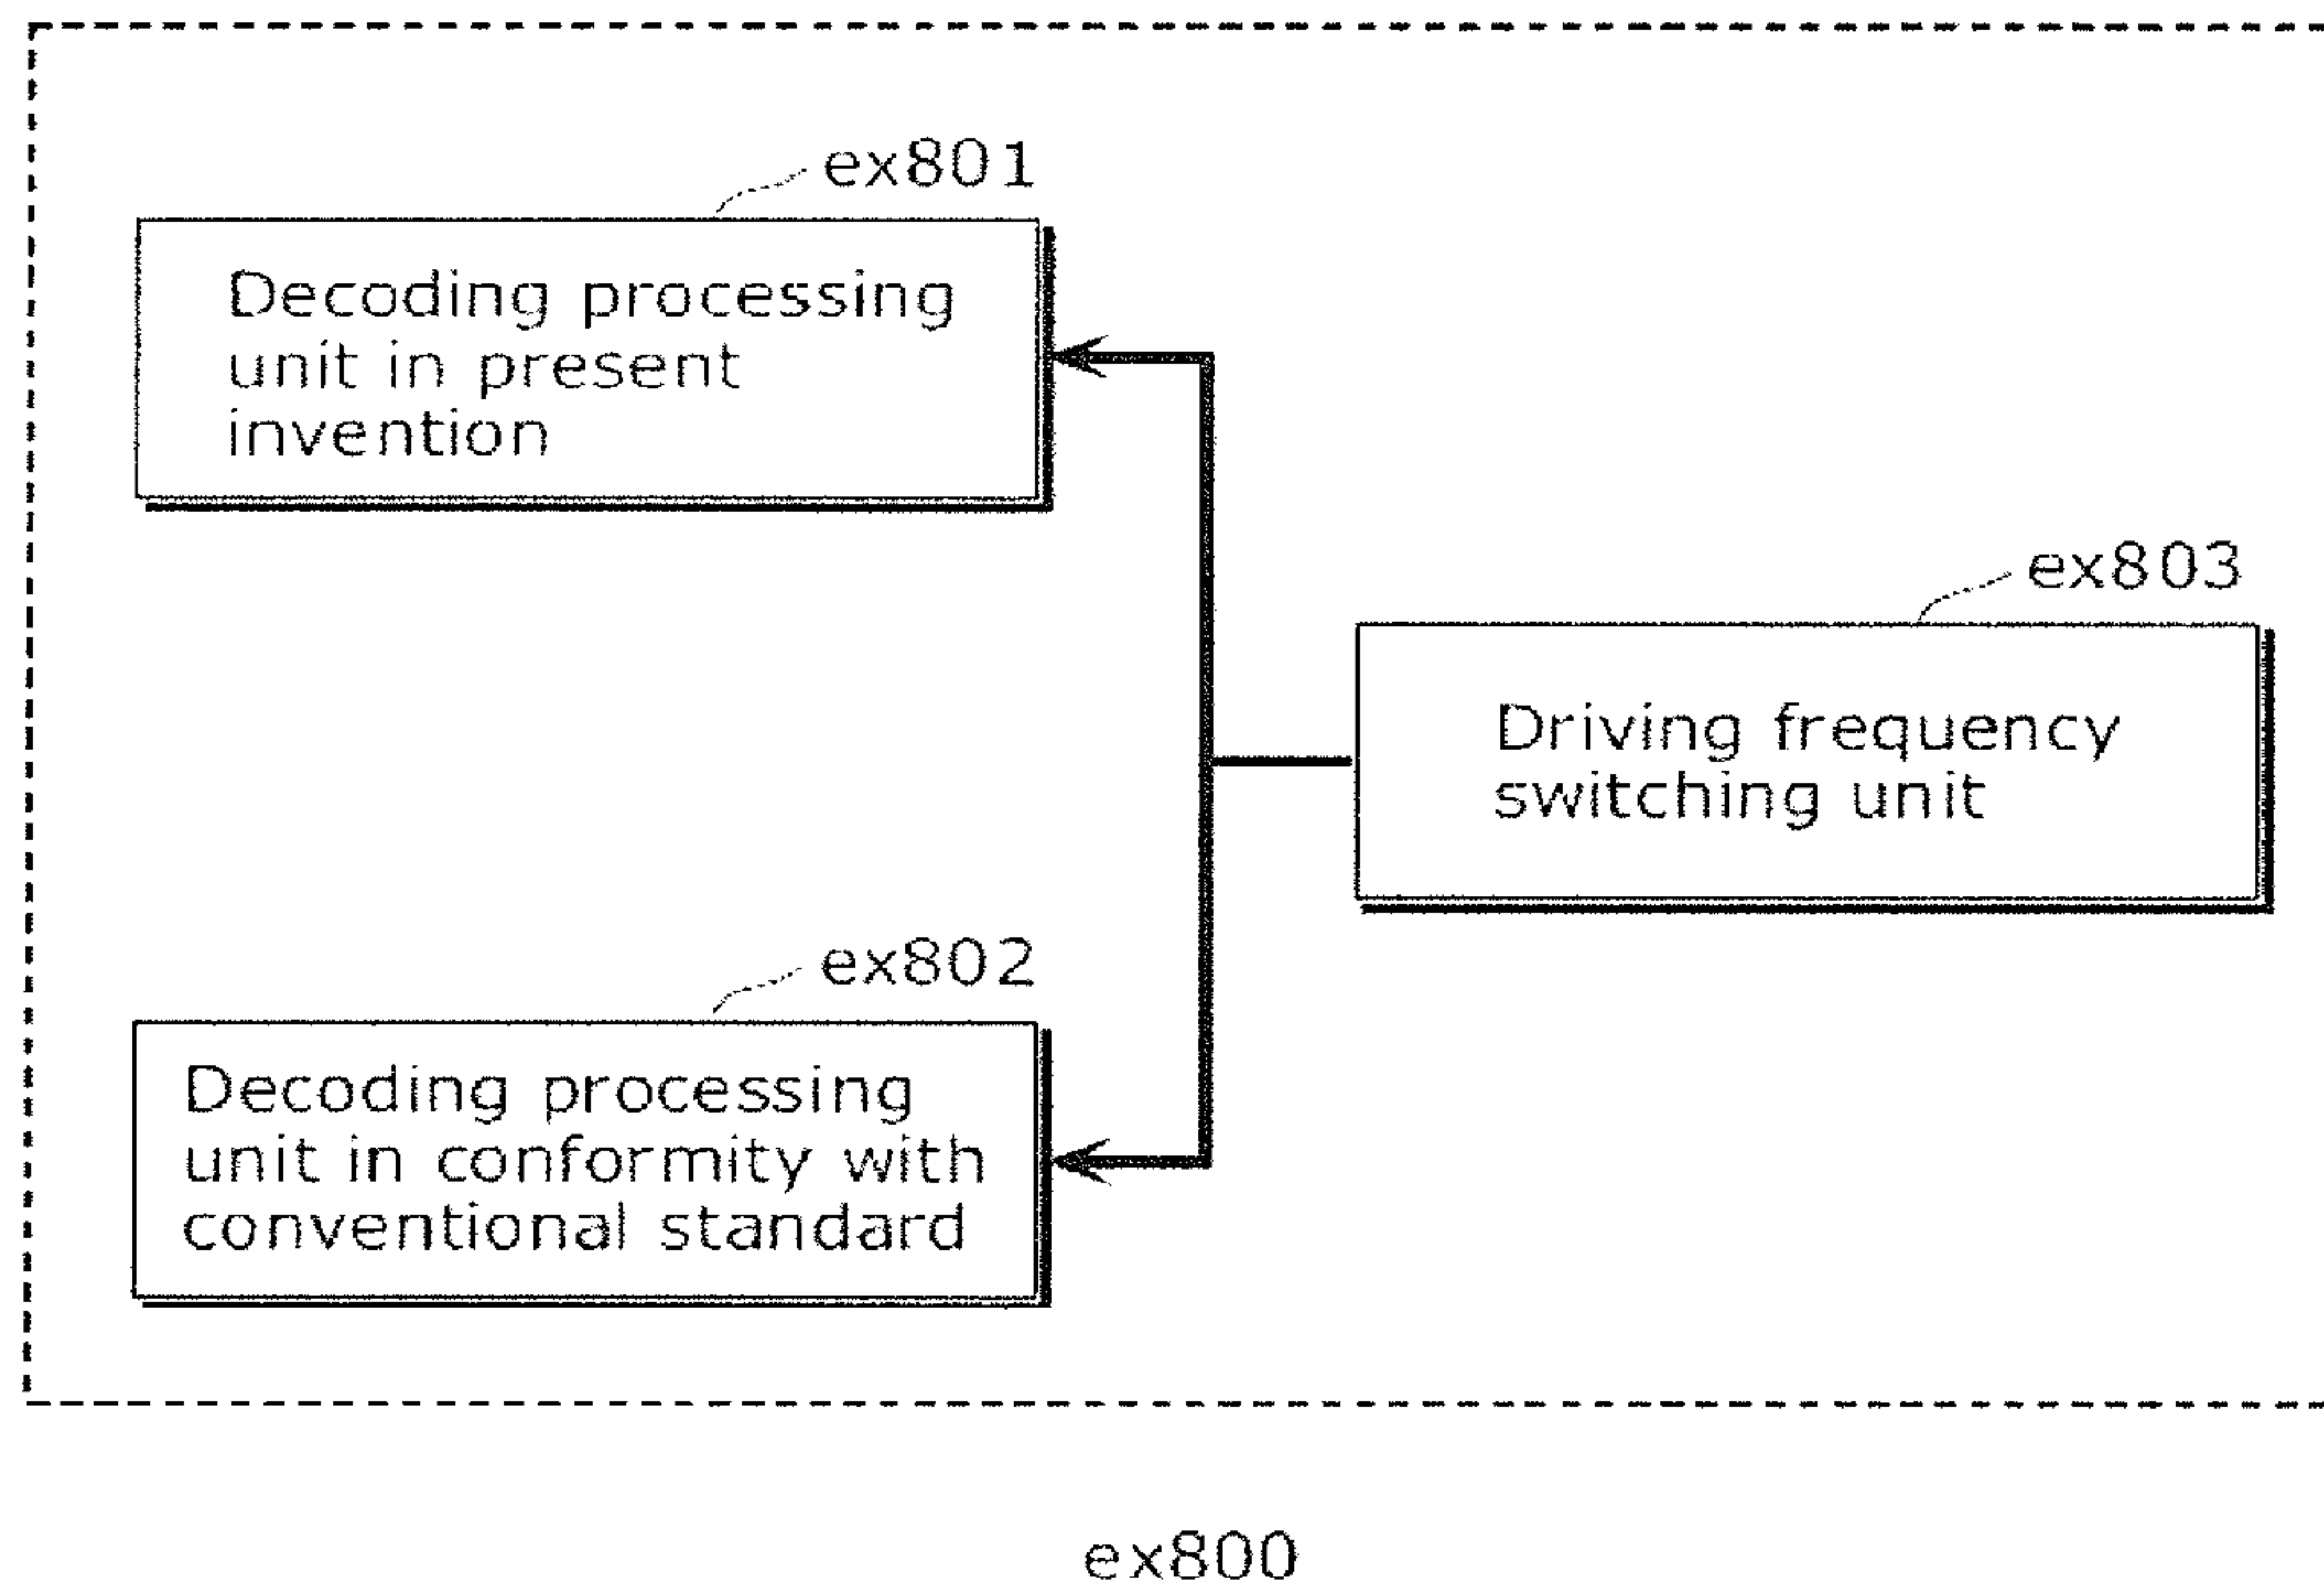 ex801
Decoding processing
unit in present
invention
ex803
Driving frequency
switching unit
ex802
Decoding processing
unit in conformity with
conventional standard
ex800